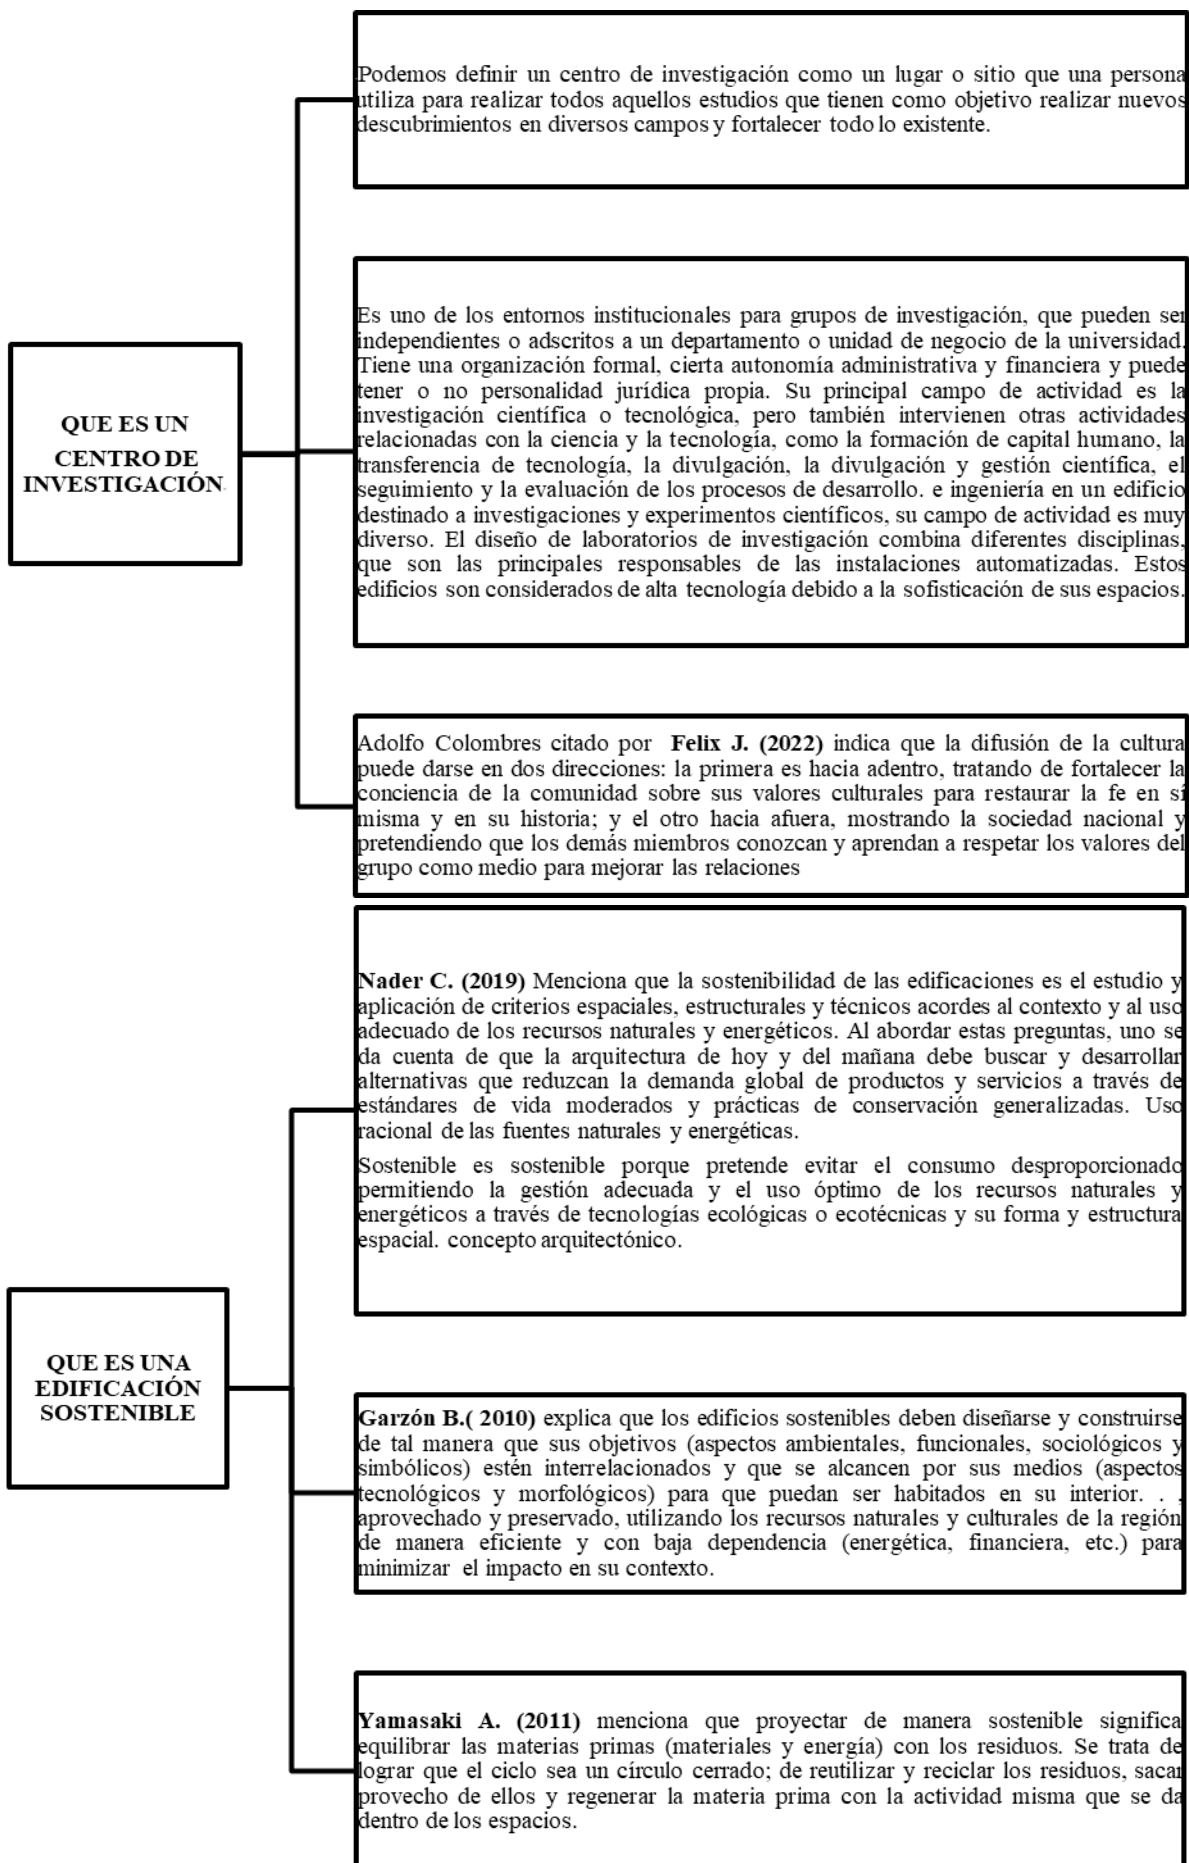 Podemos definir un centro de investigación como un lugar o sitio que una persona
utiliza para realizar todos aquellos estudios que tienen como objetivo realizar nuevos
descubrimientos en diversos campos y fortalecer todo lo existente.
QUE ES UN
CENTRO DE
INVESTIGACIÓN.
Es uno de los entornos institucionales para grupos de investigación, que pueden ser
independientes o adscritos a un departamento o unidad de negocio de la universidad.
Tiene una organización formal, cierta autonomía administrativa y financiera y puede
tener o no personalidad jurídica propia. Su principal campo de actividad es la
investigación científica o tecnológica, pero también intervienen otras actividades
relacionadas con la ciencia y la tecnología, como la formación de capital humano, la
transferencia de tecnología, la divulgación, la divulgación y gestión científica, el
seguimiento y la evaluación de los procesos de desarrollo. e ingeniería en un edificio
destinado a investigaciones y experimentos científicos, su campo de actividad es muy
diverso. El diseño de laboratorios de investigación combina diferentes disciplinas,
que son las principales responsables de las instalaciones automatizadas. Estos
edificios son considerados de alta tecnología debido a la sofisticación de sus espacios.
Adolfo Colombres citado por Felix J. (2022) indica que la difusión de la cultura
puede darse en dos direcciones: la primera es hacia adentro, tratando de fortalecer la
conciencia de la comunidad sobre sus valores culturales para restaurar la fe en sí
misma y en su historia; y el otro hacia afuera, mostrando la sociedad nacional y
pretendiendo que los demás miembros conozcan y aprendan a respetar los valores del
grupo como medio para mejorar las relaciones
Nader C. (2019) Menciona que la sostenibilidad de las edificaciones es el estudio y
aplicación de criterios espaciales, estructurales y técnicos acordes al contexto y al uso
adecuado de los recursos naturales y energéticos. Al abordar estas preguntas, uno se
da cuenta de que la arquitectura de hoy y del mañana debe buscar y desarrollar
alternativas que reduzcan la demanda global de productos y servicios a través de
estándares de vida moderados y prácticas de conservación generalizadas. Uso
racional de las fuentes naturales y energéticas.
Sostenible es sostenible porque pretende evitar el consumo desproporcionado
permitiendo la gestión adecuada y el uso óptimo de los recursos naturales y
energéticos a través de tecnologías ecológicas o ecotécnicas y su forma y estructura
espacial. concepto arquitectónico.
QUE ES UNA
EDIFICACIÓN
SOSTENIBLE
Garzón B.( 2010) explica que los edificios sostenibles deben diseñarse y construirse
de tal manera que sus objetivos (aspectos ambientales, funcionales, sociológicos y
simbólicos) estén interrelacionados y que se alcancen por sus medios (aspectos
tecnológicos y morfológicos) para que puedan ser habitados en su interior. . ,
aprovechado y preservado, utilizando los recursos naturales y culturales de la región
de manera eficiente y con baja dependencia (energética, financiera, etc.) para
minimizar el impacto en su contexto.
Yamasaki A. (2011) menciona que proyectar de manera sostenible significa
equilibrar las materias primas (materiales y energía) con los residuos. Se trata de
lograr que el ciclo sea un círculo cerrado; de reutilizar y reciclar los residuos, sacar
provecho de ellos y regenerar la materia prima con la actividad misma que se da
dentro de los espacios.